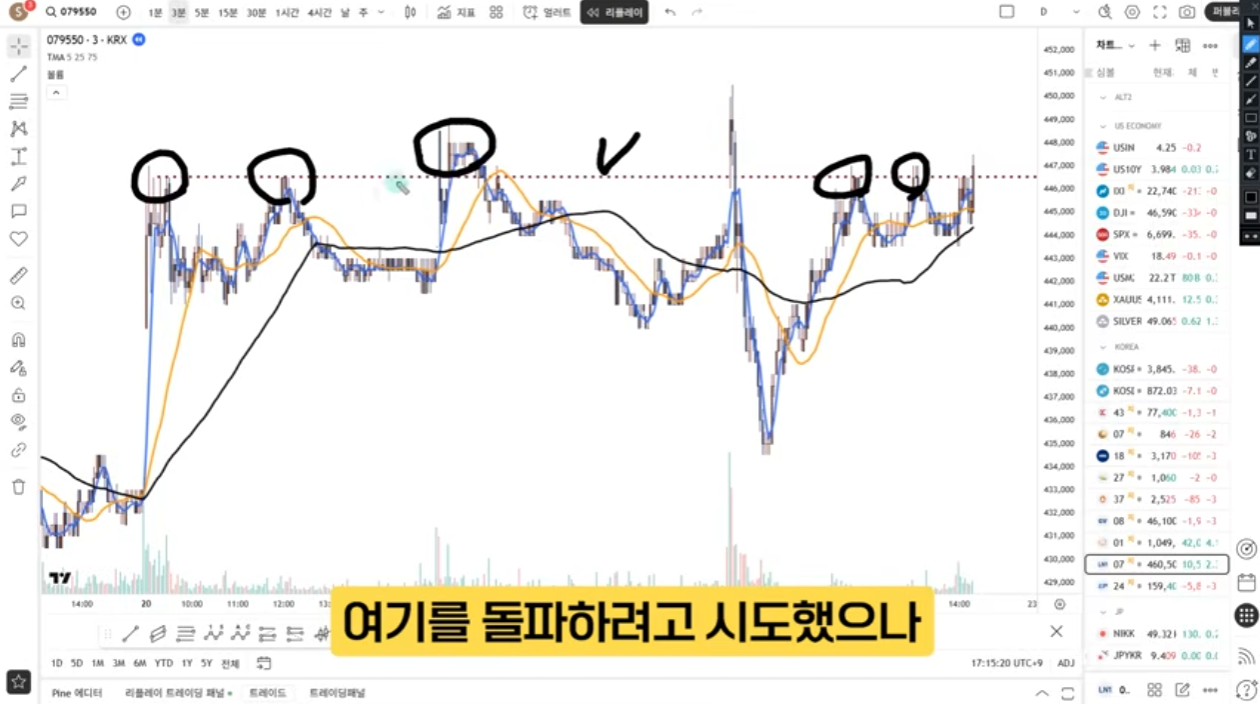 S 3 079550 1분 3분 5분 15분 30분 1시간 4시간 날 주 지표 얼러트 리플레이 D 퍼블리
079550 · 3 · KRX
TMA 5 25 75
볼륨
452,000
451,000
450,000
449,000
448,000
447,000
446,000
445,000
444,000
443,000
442,000
441,000
440,000
439,000
438,000
437,000
436,000
435,000
434,000
433,000
432,000
431,000
430,000
429,000
차트...
심볼 현재. 체 변
ALT2
US ECONOMY
USIN 4.25 -0.2
US10Y 3.984 0.03 0.7
IXI 22,740 -21: -0
DJI 46,590 -334 -0
SPX 6,699. -35. -0
VIX 18.49 -0.1 -0
USM2 22.2T 80B 0.:
XAUUS 4,111. 12.5 0.:
SILVER 49.065 0.62 1.:
KOREA
KOSF 3,845. -38. -0
KOSI 872.03 -7.1 -0
43 77,400 -1,3 -1
07 846 -26 -2
18 3,170 -105 -3
27 1,060 -2 -0
37 2,525 -85 -3
08 46,100 -1,9 -3
01 1,049, 42,0 4.
07 460,50 10,5 2.:
24 159,40 -5,8 -3
JP
NIKK 49.321 130. 0.2
JPYKR 9.409 0.00 0.0
14:00 20 10:00 11:00 12:00 13: 14:00 23
여기를 돌파하려고 시도했으나
1D 5D 1M 3M 6M YTD 1Y 5Y 전체 17:15:20 UTC+9 ADJ
Pine 에디터 리플레이 트레이딩 패널 트레이드 트레이딩패널